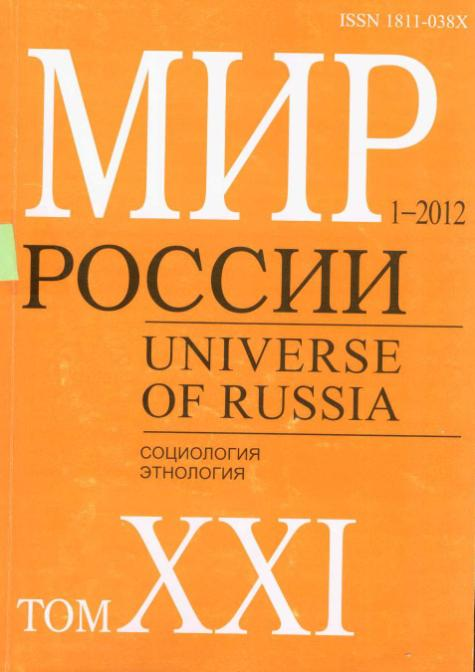 ISSN 1811-038X
МИР
1–2012
РОССИИ
UNIVERSE
OF RUSSIA
СОЦИОЛОГИЯ
ЭТНОЛОГИЯ
ТОМ XXI